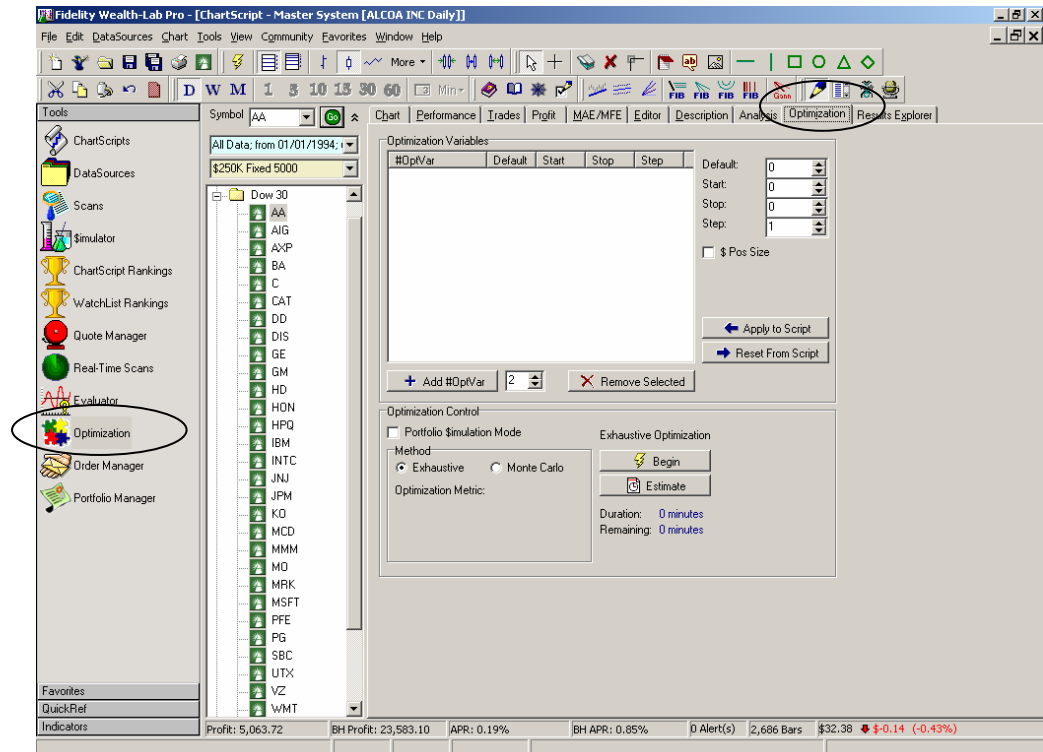 Fidelity Wealth-Lab Pro - [ChartScript - Master System [ALCOA INC Daily]]
File Edit DataSources Chart Tools View Community Favorites Window Help
More
D W M 1 5 10 15 30 60 Min FIB FIB FIB FIB Gann
Tools
ChartScripts
DataSources
Scans
$imulator
ChartScript Rankings
WatchList Rankings
Quote Manager
Real-Time Scans
Evaluator
Optimization
Order Manager
Portfolio Manager
Favorites
QuickRef
Indicators
Symbol AA Go
All Data; from 01/01/1994;
$250K Fixed 5000
Dow 30
AA
AIG
AXP
BA
C
CAT
DD
DIS
GE
GM
HD
HON
HPQ
IBM
INTC
JNJ
JPM
KO
MCD
MMM
MO
MRK
MSFT
PFE
PG
SBC
UTX
VZ
WMT
Chart Performance Trades Profit MAE/MFE Editor Description Analysis Optimization Results Explorer
Optimization Variables
#OptVar Default Start Stop Step
Default: 0
Start: 0
Stop: 0
Step: 1
$ Pos Size
Apply to Script
Reset From Script
Add #OptVar 2 Remove Selected
Optimization Control
Portfolio $imulation Mode
Method
Exhaustive Monte Carlo
Optimization Metric:
Exhaustive Optimization
Begin
Estimate
Duration: 0 minutes
Remaining: 0 minutes
Profit: 5,063.72 BH Profit: 23,583.10 APR: 0.19% BH APR: 0.85% 0 Alert(s) 2,686 Bars $32.38 $-0.14 (-0.43%)